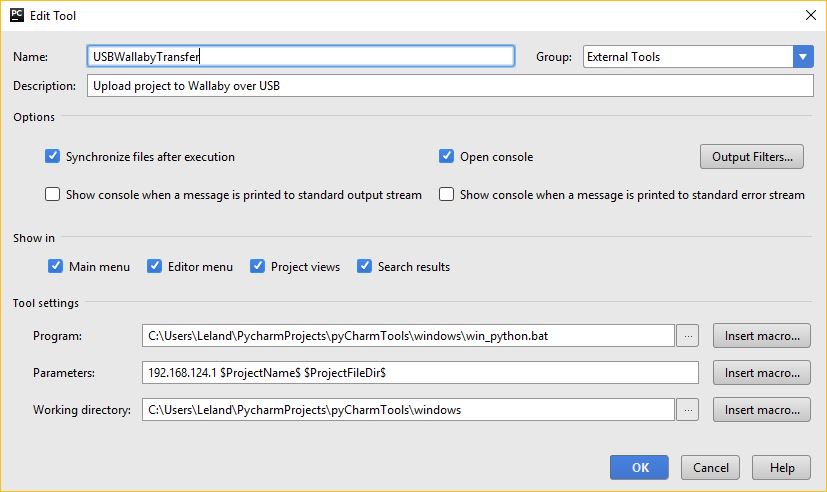 PC Edit Tool
Name: USBWallabyTransfer Group: External Tools
Description: Upload project to Wallaby over USB
Options
Synchronize files after execution Open console Output Filters...
Show console when a message is printed to standard output stream Show console when a message is printed to standard error stream
Show in
Main menu Editor menu Project views Search results
Tool settings
Program: C:\Users\Leland\PycharmProjects\pyCharmTools\windows\win_python.bat ... Insert macro...
Parameters: 192.168.124.1 $ProjectName$ $ProjectFileDir$ Insert macro...
Working directory: C:\Users\Leland\PycharmProjects\pyCharmTools\windows ... Insert macro...
OK Cancel Help